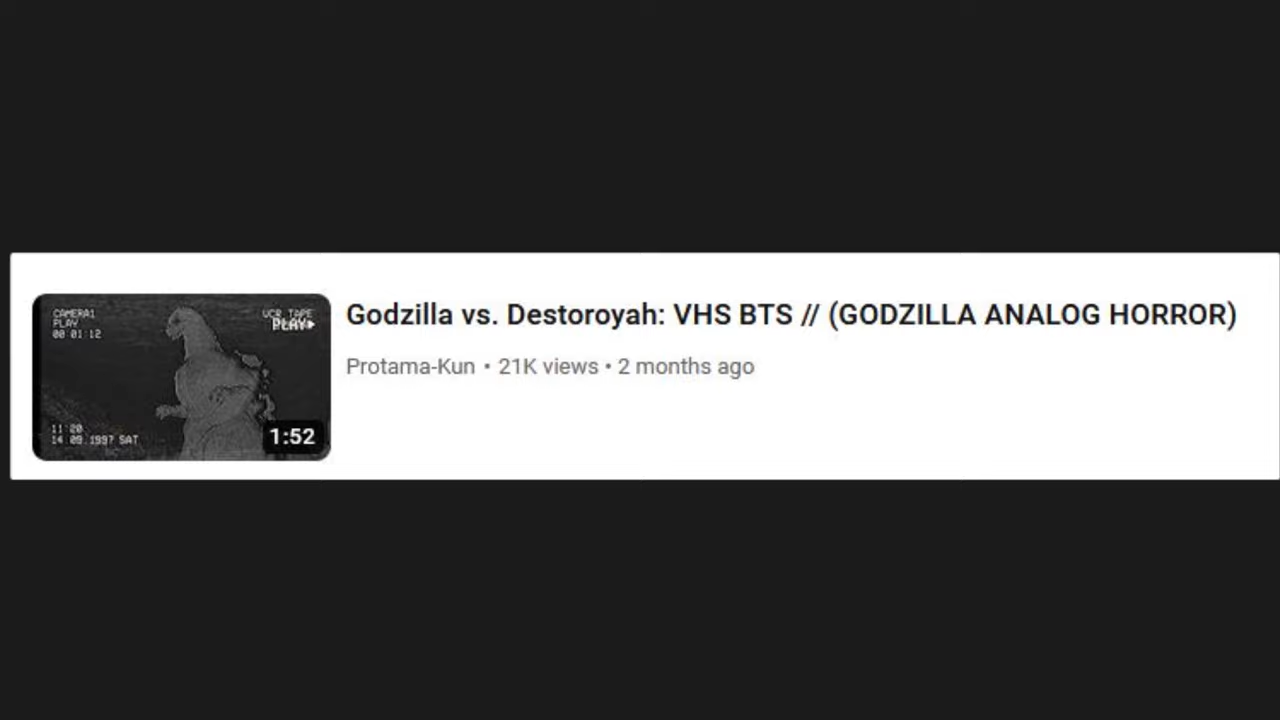 CAMERA1
PLAY
00:01:12
VCR TAPE
PLAY
11:20
14.09.1997 SAT
1:52
Godzilla vs. Destoroyah: VHS BTS // (GODZILLA ANALOG HORROR)
Protama-Kun • 21K views • 2 months ago